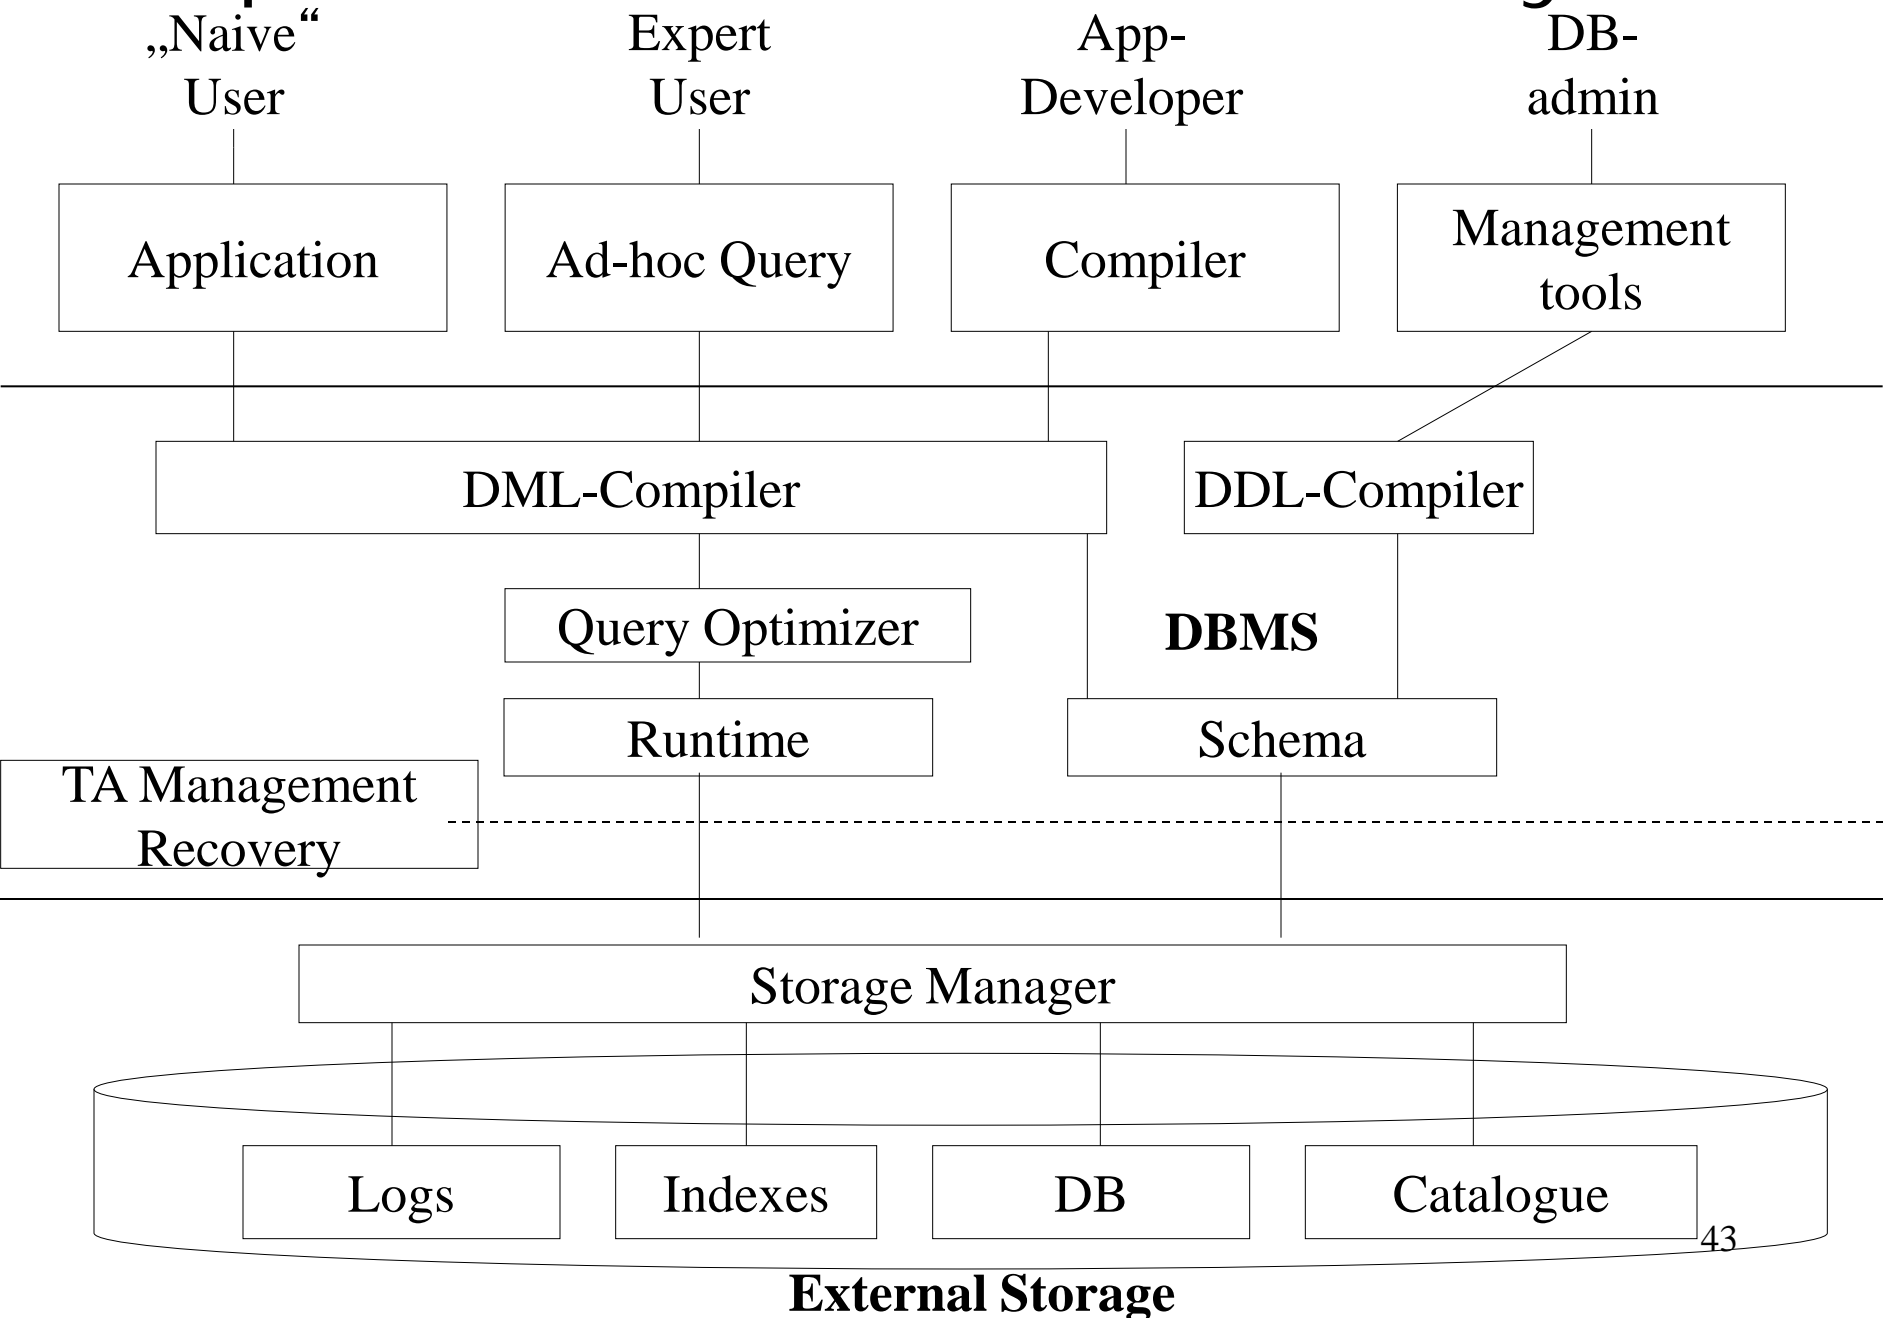 „Naive“
User
Expert
User
App-
Developer
DB-
admin
Application
Ad-hoc Query
Compiler
Management
tools
DML-Compiler
DDL-Compiler
Query Optimizer
DBMS
Runtime
Schema
TA Management
Recovery
Storage Manager
Logs
Indexes
DB
Catalogue
43
External Storage